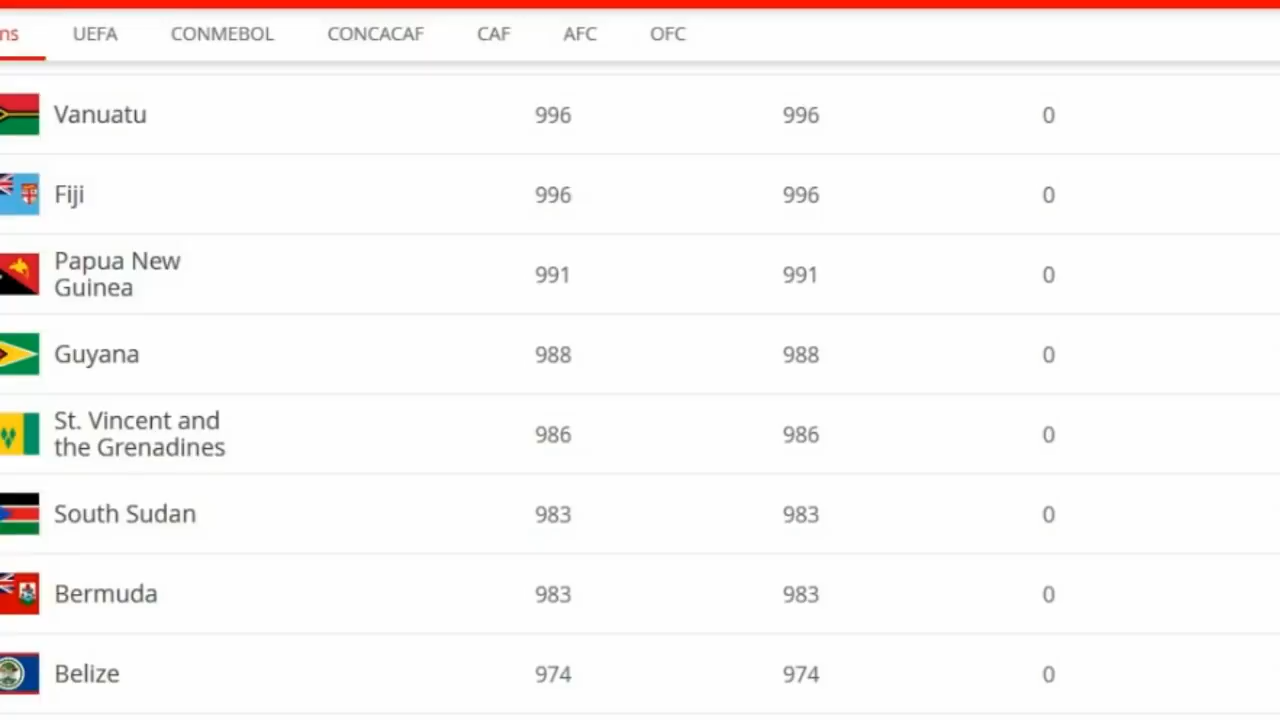 ns UEFA CONMEBOL CONCACAF CAF AFC OFC
Vanuatu 996 996 0
Fiji 996 996 0
Papua New
Guinea 991 991 0
Guyana 988 988 0
St. Vincent and
the Grenadines 986 986 0
South Sudan 983 983 0
Bermuda 983 983 0
Belize 974 974 0